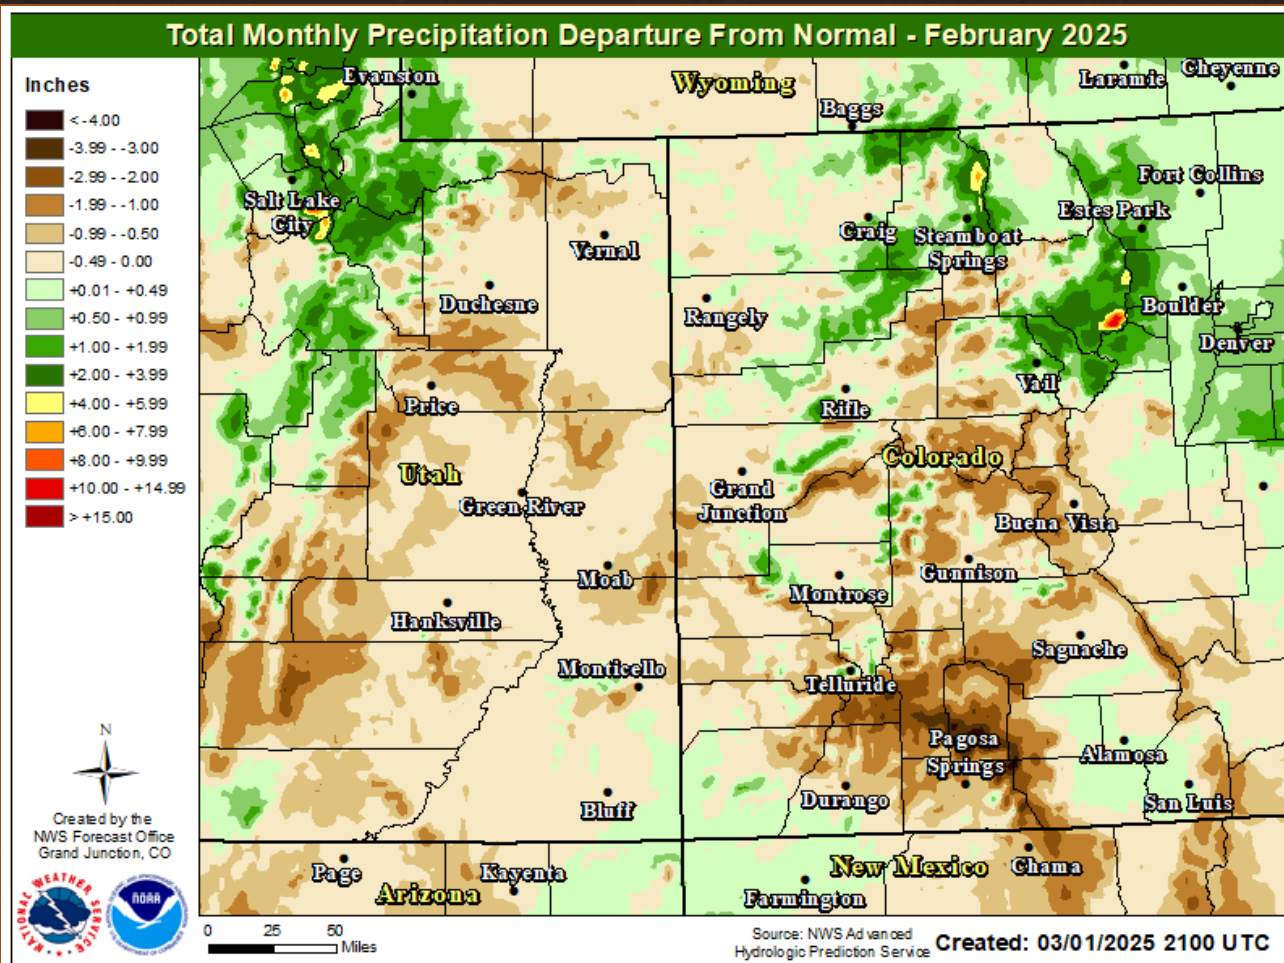 Total Monthly Precipitation Departure From Normal - February 2025
Inches
< -4.00
-3.99 - -3.00
-2.99 - -2.00
-1.99 - -1.00
-0.99 - -0.50
-0.49 - 0.00
+0.01 - +0.49
+0.50 - +0.99
+1.00 - +1.99
+2.00 - +3.99
+4.00 - +5.99
+6.00 - +7.99
+8.00 - +9.99
+10.00 - +14.99
> +15.00
Evanston
Wyoming
Laramie
Cheyenne
Baggs
Fort Collins
Salt Lake
City
Estes Park
Craig
Steamboat
Springs
Vernal
Duchesne
Rangely
Boulder
Denver
Vail
Price
Rifle
Utah
Colorado
Green River
Grand
Junction
Buena Vista
Moab
Gunnison
Montrose
Hanksville
Saguache
Monticello
Telluride
Pagosa
Springs
Alamosa
Bluff
Durango
San Luis
Page
Kayenta
Arizona
New Mexico
Chama
Farmington
N
Created by the
NWS Forecast Office
Grand Junction, CO
NATIONAL WEATHER SERVICE
NOAA
0 25 50
Miles
Source: NWS Advanced
Hydrologic Prediction Service
Created: 03/01/2025 2100 UTC